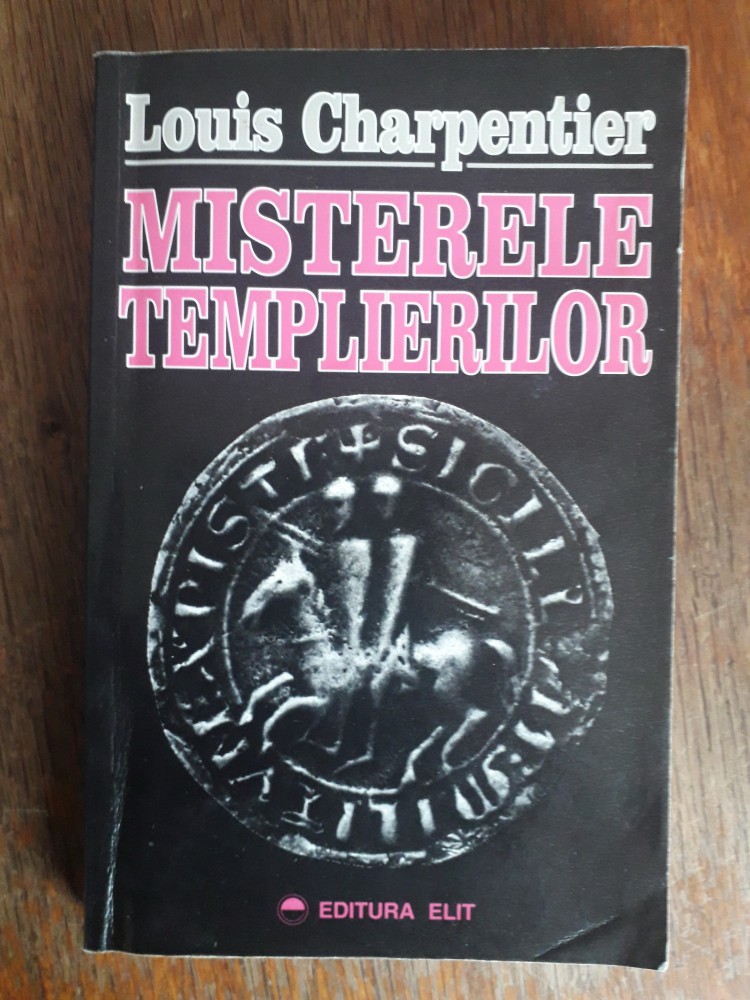 Louis Charpentier
MISTERELE
TEMPLIERILOR
EDITURA ELIT